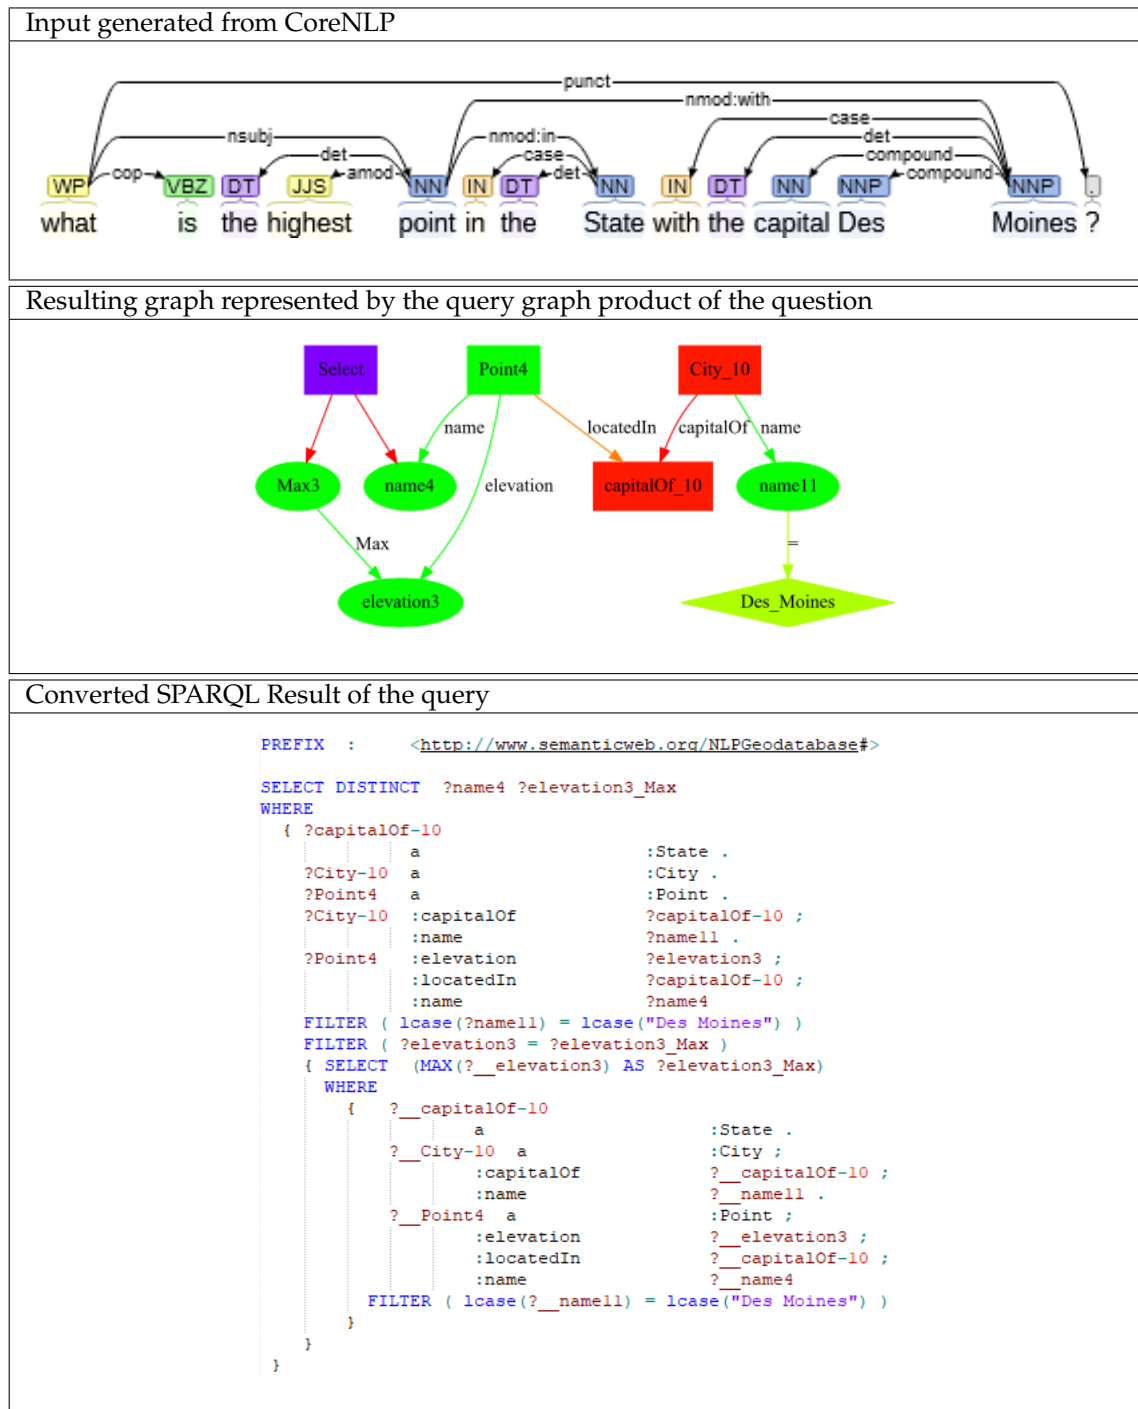 Input generated from CoreNLP
punct
nmod:with
case
nsubj nmod:in det
det case compound
cop amod det compound
WP VBZ DT JJS NN IN DT NN IN DT NN NNP NNP .
what is the highest point in the State with the capital Des Moines ?
Resulting graph represented by the query graph product of the question
Select Point4 City_10
name locatedIn capitalOf name
Max3 name4 elevation capitalOf_10 name11
Max =
elevation3 Des_Moines
Converted SPARQL Result of the query
PREFIX : <http://www.semanticweb.org/NLPGeodatabase#>
SELECT DISTINCT ?name4 ?elevation3_Max
WHERE
{ ?capitalOf-10
a :State .
?City-10 a :City .
?Point4 a :Point .
?City-10 :capitalOf ?capitalOf-10 ;
:name ?name11 .
?Point4 :elevation ?elevation3 ;
:locatedIn ?capitalOf-10 ;
:name ?name4
FILTER ( lcase(?name11) = lcase("Des Moines") )
FILTER ( ?elevation3 = ?elevation3_Max )
{ SELECT (MAX(?__elevation3) AS ?elevation3_Max)
WHERE
{ ?__capitalOf-10
a :State .
?__City-10 a :City ;
:capitalOf ?__capitalOf-10 ;
:name ?__name11 .
?__Point4 a :Point ;
:elevation ?__elevation3 ;
:locatedIn ?__capitalOf-10 ;
:name ?__name4
FILTER ( lcase(?__name11) = lcase("Des Moines") )
}
}
}